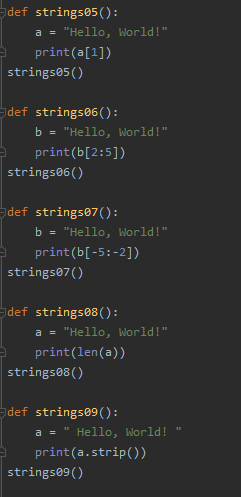 def strings05():
    a = "Hello, World!"
    print(a[1])
strings05()

def strings06():
    b = "Hello, World!"
    print(b[2:5])
strings06()

def strings07():
    b = "Hello, World!"
    print(b[-5:-2])
strings07()

def strings08():
    a = "Hello, World!"
    print(len(a))
strings08()

def strings09():
    a = " Hello, World! "
    print(a.strip())
strings09()